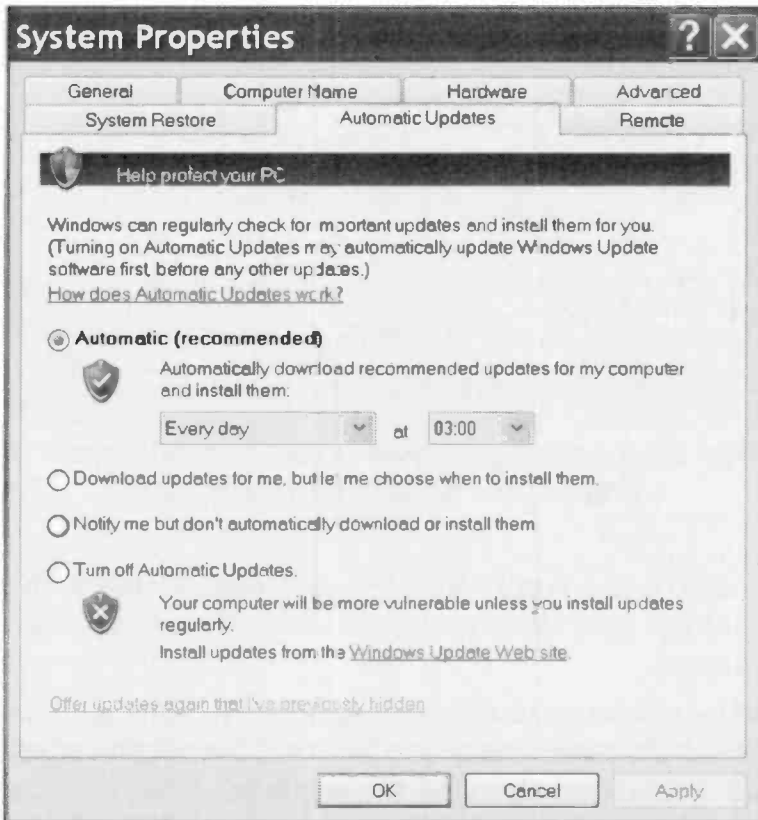 System Properties
General Computer Name Hardware Advanced
System Restore Automatic Updates Remote
Help protect your PC
Windows can regularly check for important updates and install them for you.
(Turning on Automatic Updates may automatically update Windows Update
software first, before any other updates.)
How does Automatic Updates work?
Automatic (recommended)
Automatically download recommended updates for my computer
and install them:
Every day at 03:00
Download updates for me, but let me choose when to install them.
Notify me but don't automatically download or install them
Turn off Automatic Updates.
Your computer will be more vulnerable unless you install updates
regularly.
Install updates from the Windows Update Web site.
Offer updates again that I've previously hidden
OK Cancel Apply